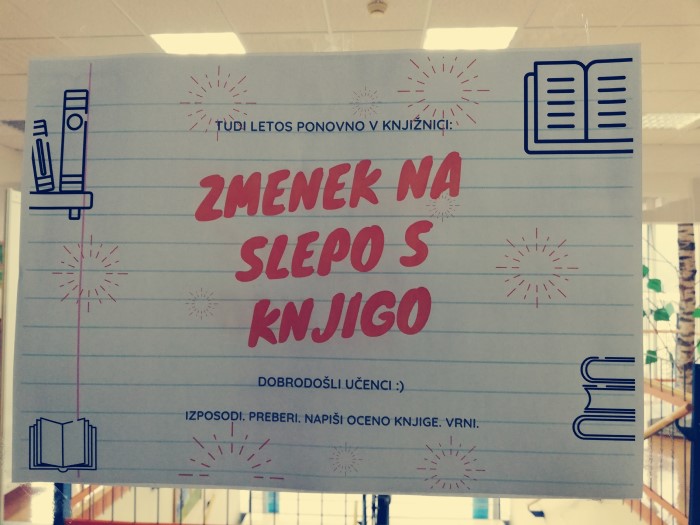 TUDI LETOS PONOVNO V KNJIŽNICI:
ZMENEK NA
SLEPO S
KNJIGO
DOBRODOŠLI UČENCI :)
IZPOSODI. PREBERI. NAPIŠI OCENO KNJIGE. VRNI.